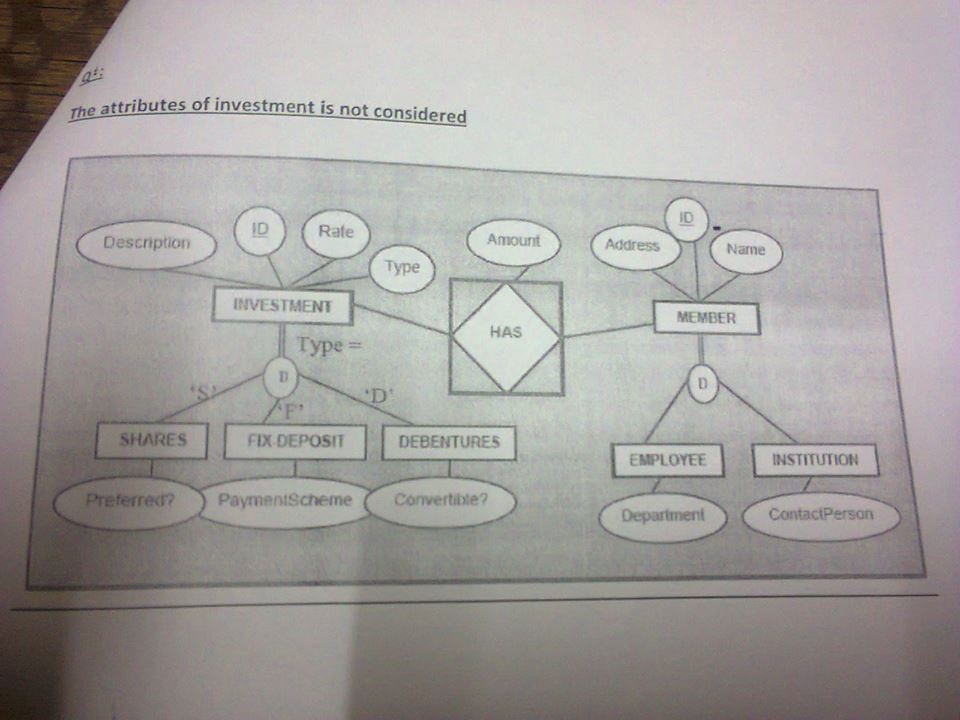 g¹:
The attributes of investment is not considered
Description
ID
Rate
Type
Amount
Address
ID
Name
INVESTMENT
HAS
MEMBER
Type =
D
D
'S'
'F'
'D'
SHARES
FIX-DEPOSIT
DEBENTURES
EMPLOYEE
INSTITUTION
Preferred?
PaymentScheme
Convertible?
Department
ContactPerson